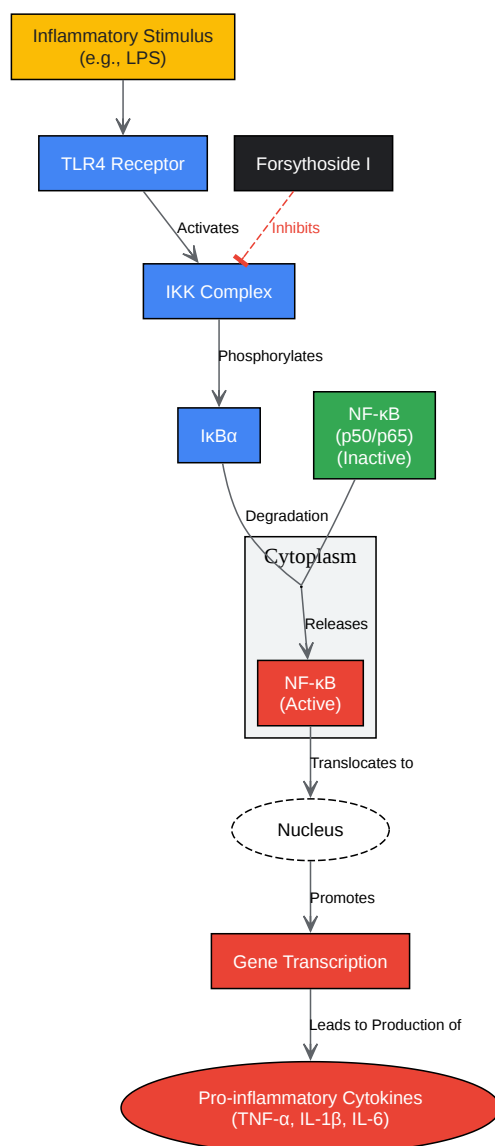 Inflammatory Stimulus
(e.g., LPS)
TLR4 Receptor
Forsythoside I
Activates
Inhibits
IKK Complex
Phosphorylates
IκBα
NF-κB
(p50/p65)
(Inactive)
Degradation
Cytoplasm
Releases
NF-κB
(Active)
Translocates to
Nucleus
Promotes
Gene Transcription
Leads to Production of
Pro-inflammatory Cytokines
(TNF-α, IL-1β, IL-6)